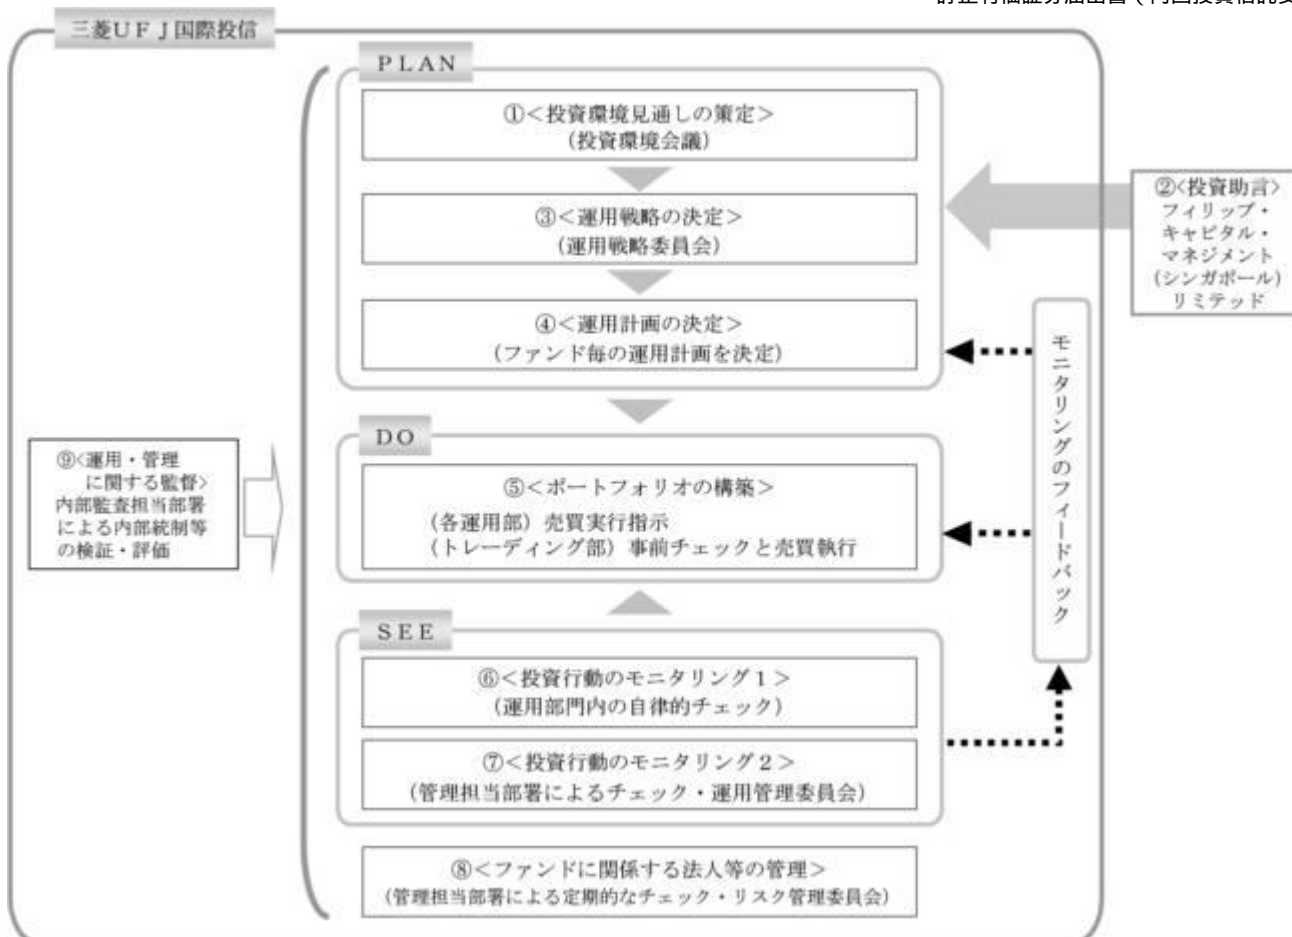 三菱ＵＦＪ国際投信
ＰＬＡＮ
①＜投資環境見通しの策定＞
（投資環境会議）
②＜投資助言＞
フィリップ・
キャピタル・
マネジメント
（シンガポール）
リミテッド
③＜運用戦略の決定＞
（運用戦略委員会）
④＜運用計画の決定＞
（ファンド毎の運用計画を決定）
モニタリングのフィードバック
ＤＯ
⑤＜ポートフォリオの構築＞
（各運用部）売買実行指示
（トレーディング部）事前チェックと売買執行
⑨＜運用・管理
に関する監督＞
内部監査担当部署
による内部統制等
の検証・評価
ＳＥＥ
⑥＜投資行動のモニタリング１＞
（運用部門内の自律的チェック）
⑦＜投資行動のモニタリング２＞
（管理担当部署によるチェック・運用管理委員会）
⑧＜ファンドに関係する法人等の管理＞
（管理担当部署による定期的なチェック・リスク管理委員会）